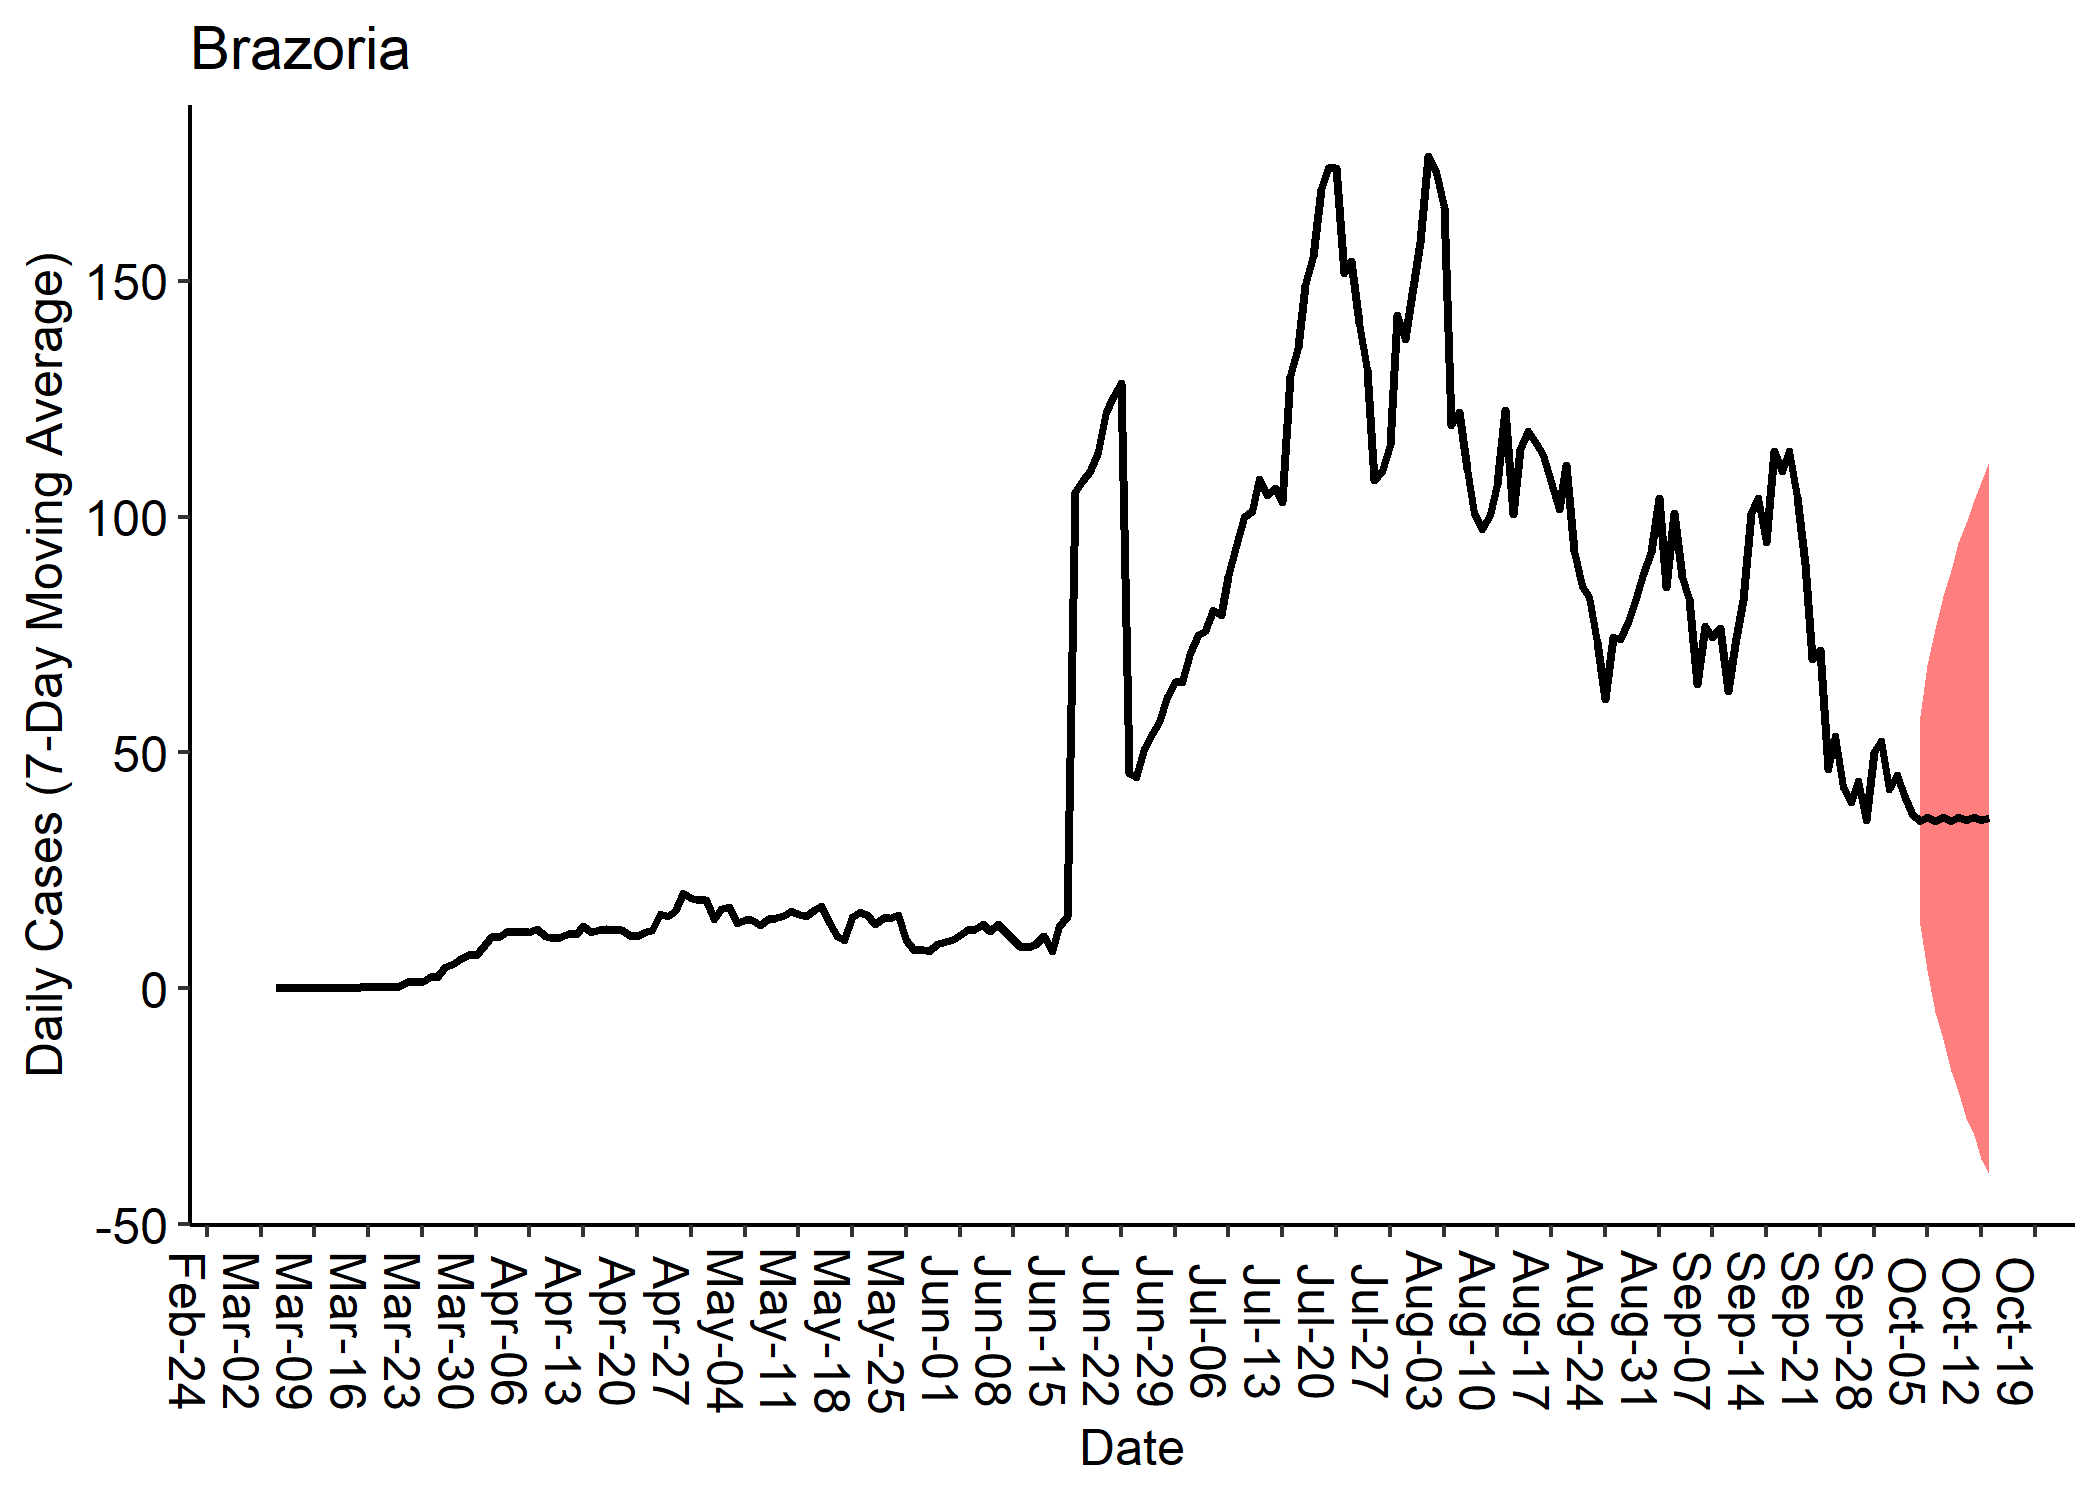 Brazoria
Daily Cases (7-Day Moving Average)
150
100
50
0
-50
Feb-24
Mar-02
Mar-09
Mar-16
Mar-23
Mar-30
Apr-06
Apr-13
Apr-20
Apr-27
May-04
May-11
May-18
May-25
Jun-01
Jun-08
Jun-15
Jun-22
Jun-29
Jul-06
Jul-13
Jul-20
Jul-27
Aug-03
Aug-10
Aug-17
Aug-24
Aug-31
Sep-07
Sep-14
Sep-21
Sep-28
Oct-05
Oct-12
Oct-19
Date